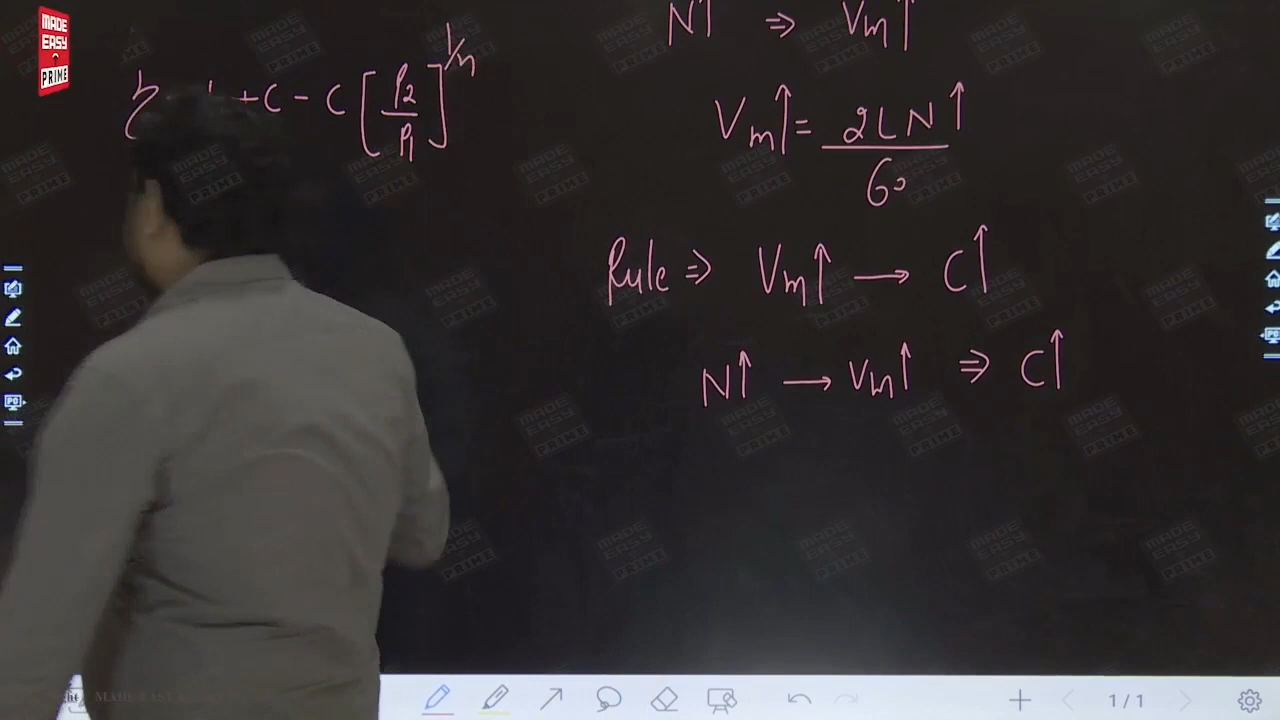 MADE
EASY
PRIME
N↑ ⇒ Vm↑
+C - C [P2/P1]^1/n
Vm↑ = 2LN↑/60
Rule ⇒ Vm↑ → C↑
N↑ → Vm↑ ⇒ C↑
1/1